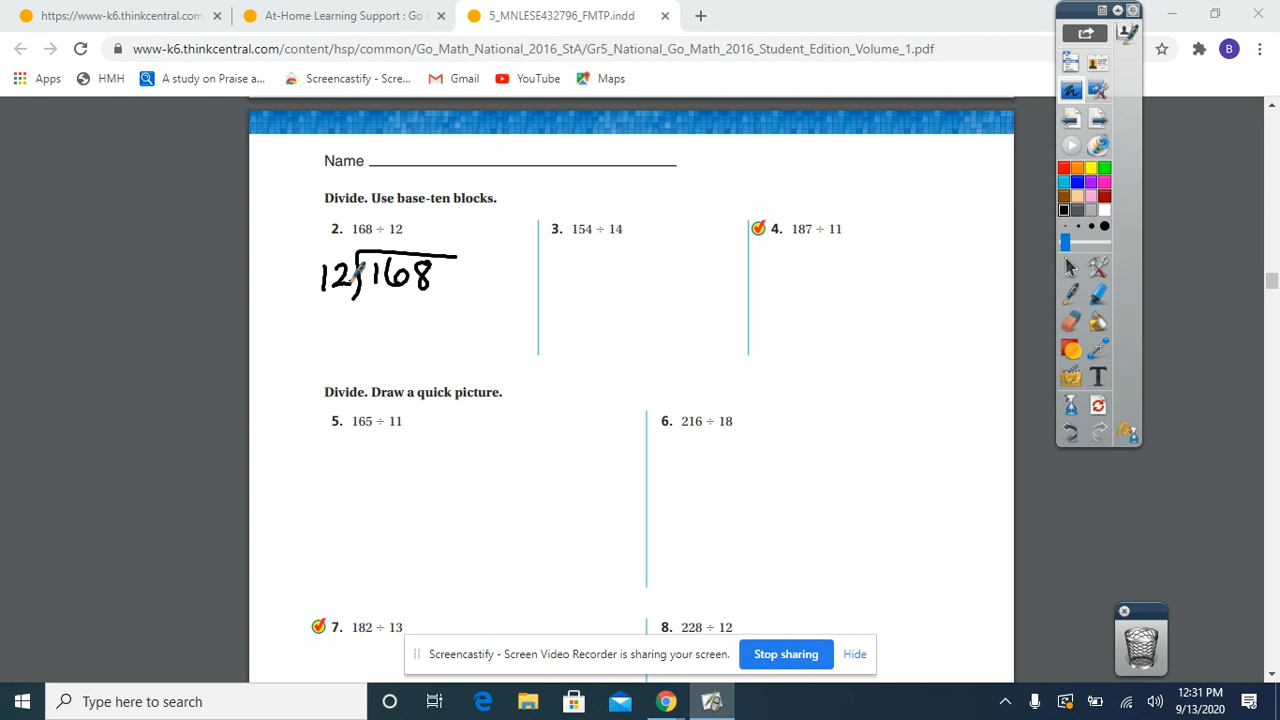 https://www-k6.thinkcentral.com
At-Home Learning Support
5_MNLESE432796_FMTP.indd
www-k6.thinkcentral.com/content/hsp/common/Go_Math_National_2016_StA/Gr5_National_Go_Math_2016_Student_Edition_Volume_1.pdf
B
Apps
HMH
A study on Praise a...
Screencastify - Scre...
Gmail
YouTube
Maps
Name
Divide. Use base-ten blocks.
2. 168 ÷ 12
3. 154 ÷ 14
4. 187 ÷ 11
12 168
Divide. Draw a quick picture.
5. 165 ÷ 11
6. 216 ÷ 18
7. 182 ÷ 13
8. 228 ÷ 12
Screencastify - Screen Video Recorder is sharing your screen.
Stop sharing
Hide
Type here to search
12:31 PM
9/13/2020